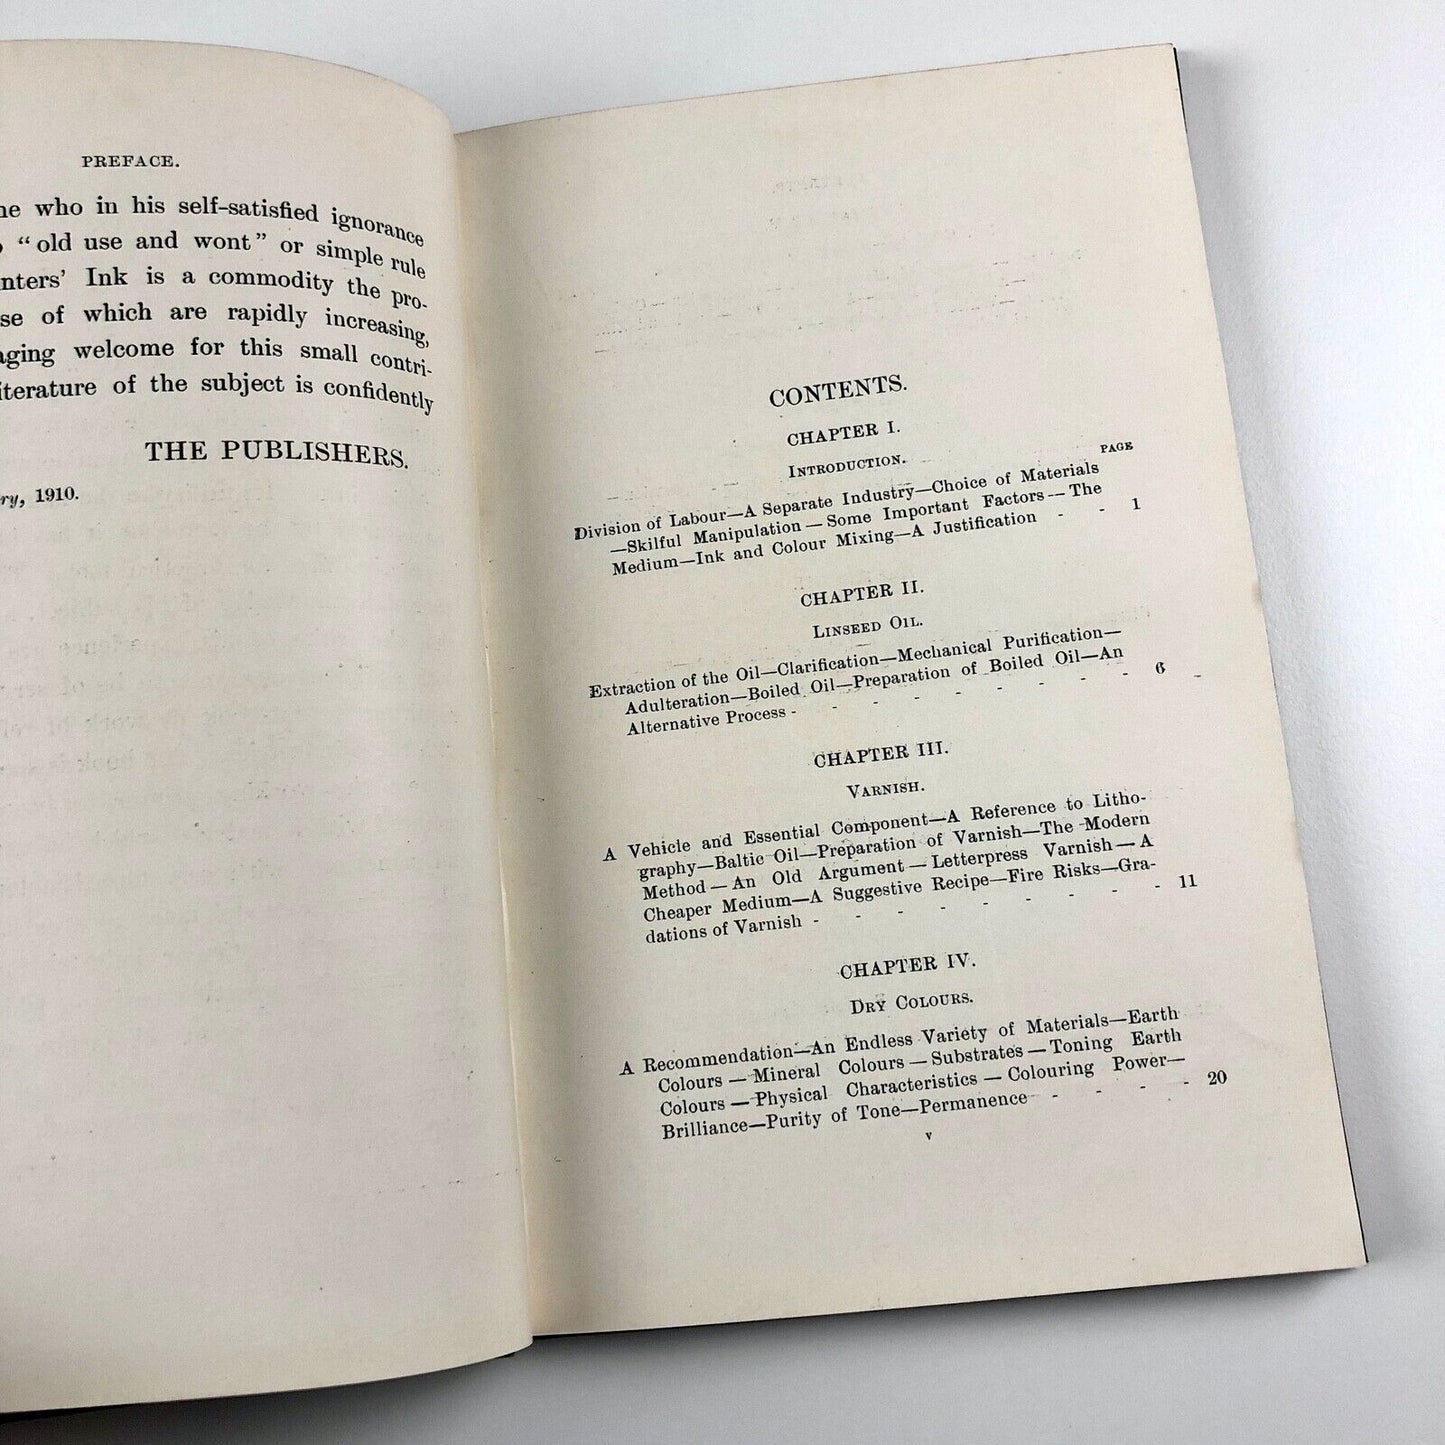 PREFACE.
who in his self-satisfied ignorance
“old use and wont” or simple rule
Ink is a commodity the pro-
of which are rapidly increasing,
welcome for this small contri-
of the subject is confidently
THE PUBLISHERS.
1910.
CONTENTS.
CHAPTER I.
INTRODUCTION.
PAGE
Division of Labour—A Separate Industry—Choice of Materials
—Skilful Manipulation — Some Important Factors — The
Medium—Ink and Colour Mixing—A Justification - - 1
CHAPTER II.
LINSEED OIL.
Extraction of the Oil—Clarification—Mechanical Purification—
Adulteration—Boiled Oil—Preparation of Boiled Oil—An
Alternative Process - - - - - - - - - 6
CHAPTER III.
VARNISH.
A Vehicle and Essential Component—A Reference to Litho-
graphy—Baltic Oil—Preparation of Varnish—The Modern
Method — An Old Argument — Letterpress Varnish — A
Cheaper Medium—A Suggestive Recipe—Fire Risks—Gra-
dations of Varnish - - - - - - - - - 11
CHAPTER IV.
DRY COLOURS.
A Recommendation—An Endless Variety of Materials—Earth
Colours — Mineral Colours — Substrates — Toning Earth
Colours — Physical Characteristics — Colouring Power—
Brilliance—Purity of Tone—Permanence - - - - 20
v